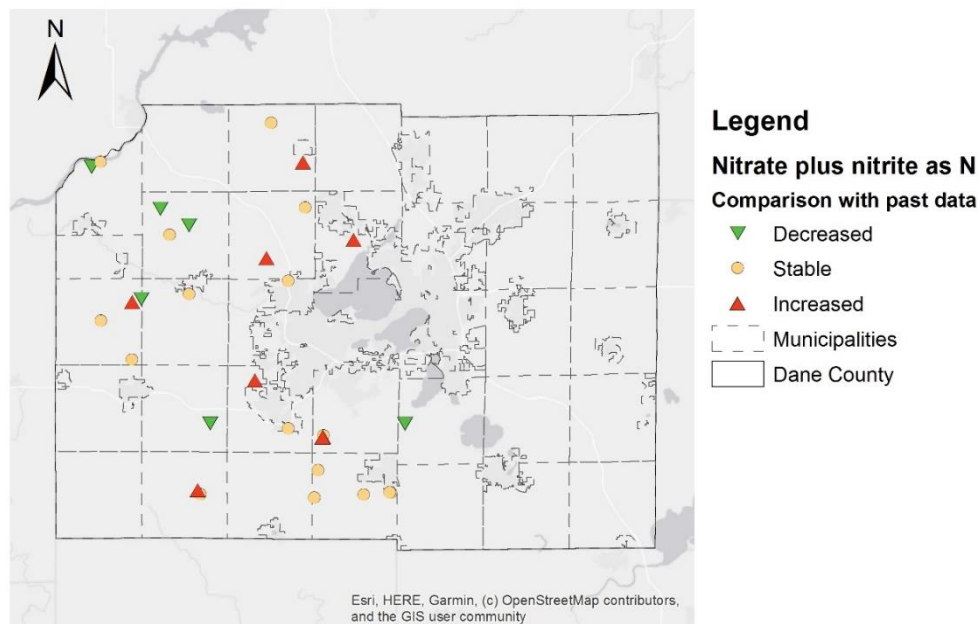 N
Legend
Nitrate plus nitrite as N
Comparison with past data
Decreased
Stable
Increased
Municipalities
Dane County
Esri, HERE, Garmin, (c) OpenStreetMap contributors,
and the GIS user community